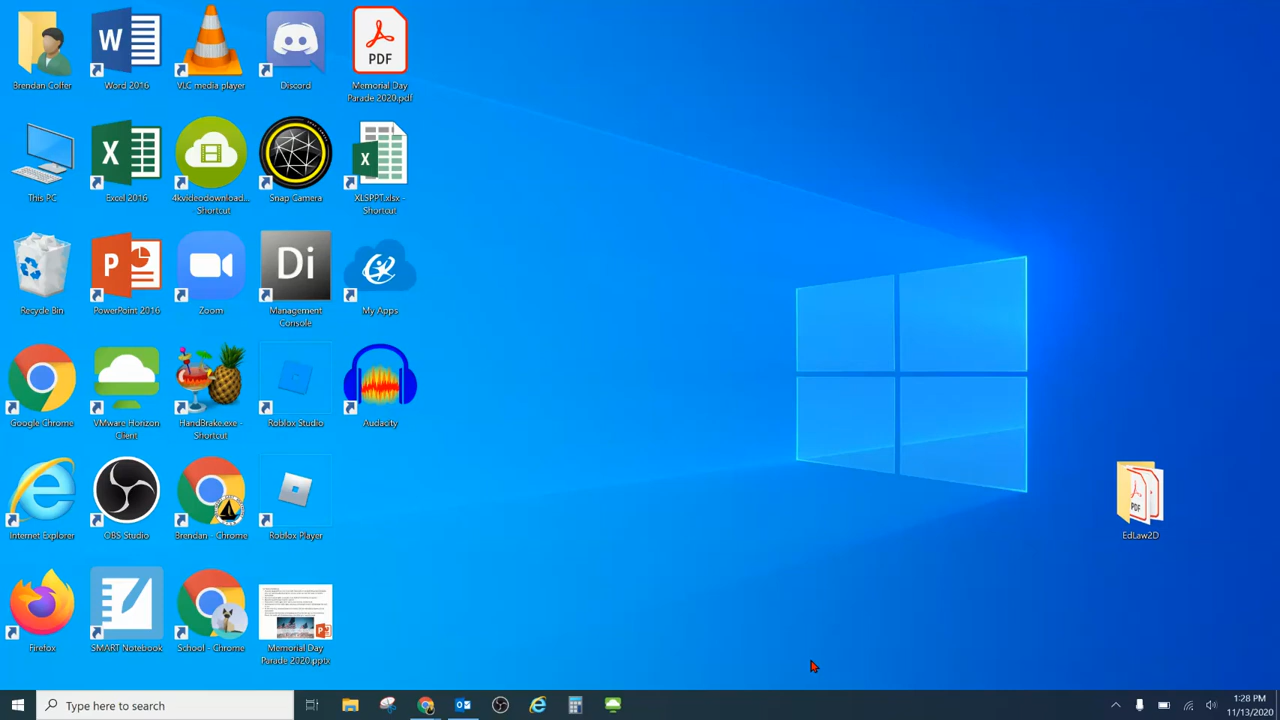 Brendan Colfer
Word 2016
VLC media player
Discord
PDF
Memorial Day
Parade 2020.pdf
This PC
Excel 2016
4kvideodownload...
- Shortcut
Snap Camera
XLSPPT.xlsx -
Shortcut
Recycle Bin
PowerPoint 2016
Zoom
Di
Management
Console
My Apps
Google Chrome
VMware Horizon
Client
HandBrake.exe -
Shortcut
Roblox Studio
Audacity
Internet Explorer
OBS Studio
Brendan - Chrome
Roblox Player
PDF
EdLaw2D
Firefox
SMART Notebook
School - Chrome
Memorial Day
Parade 2020.pptx
Type here to search
1:28 PM
11/13/2020